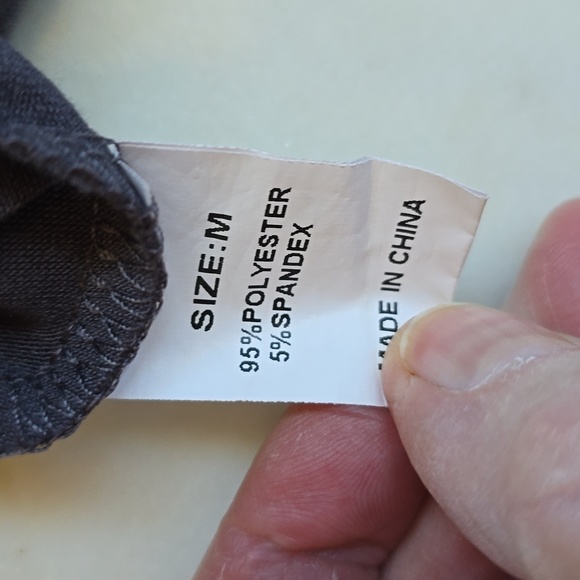 SIZE:M
95%POLYESTER
5%SPANDEX
MADE IN CHINA